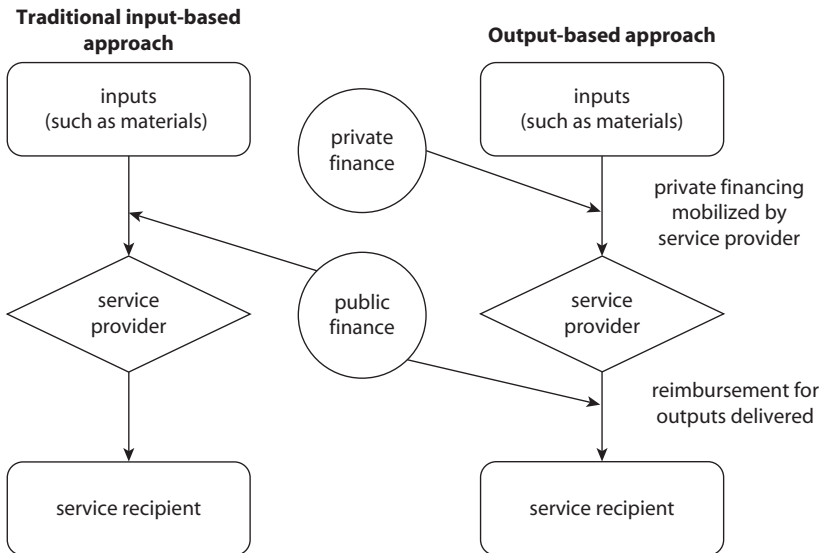 Traditional input-based
approach
Output-based approach
inputs
(such as materials)
private
finance
inputs
(such as materials)
private financing
mobilized by
service provider
service
provider
public
finance
service
provider
reimbursement for
outputs delivered
service recipient
service recipient